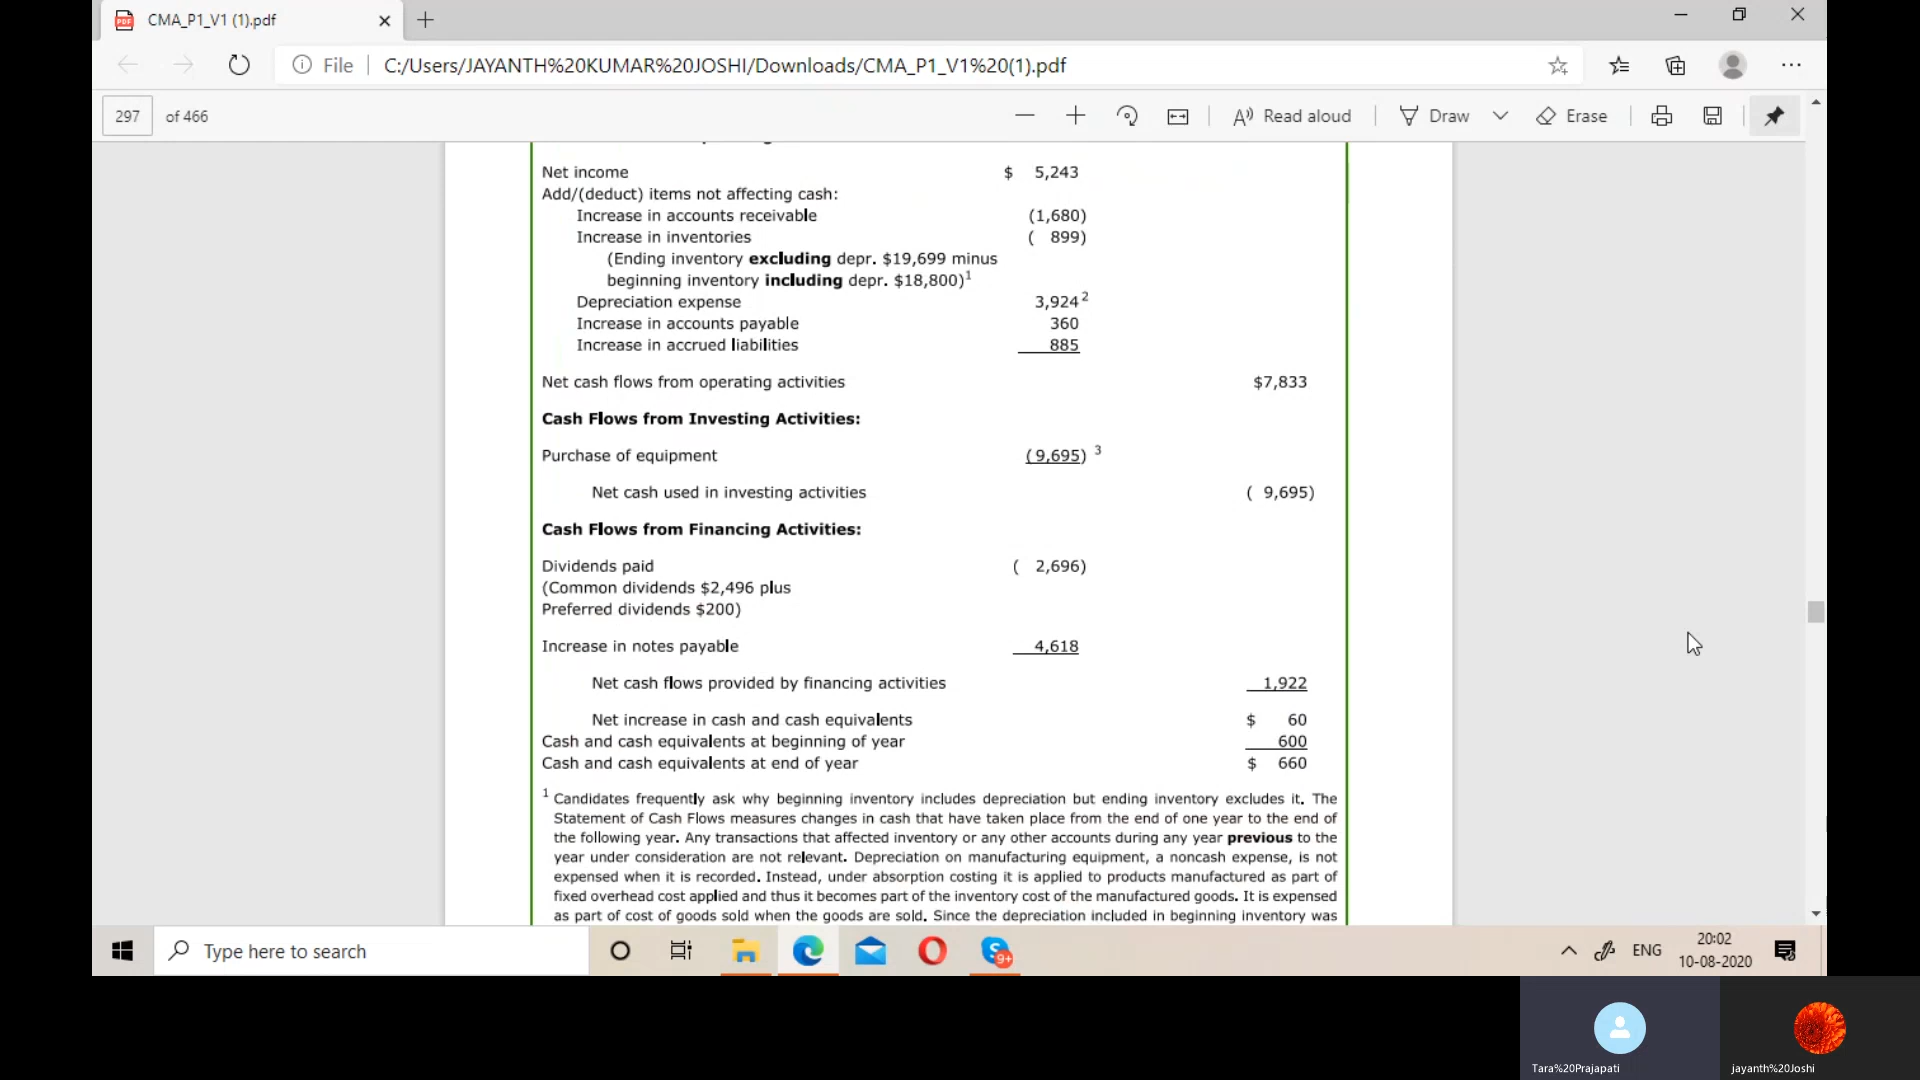 CMA_P1_V1 (1).pdf
File C:/Users/JAYANTH%20KUMAR%20JOSHI/Downloads/CMA_P1_V1%20(1).pdf
297 of 466 Read aloud Draw Erase
Net income $ 5,243
Add/(deduct) items not affecting cash:
Increase in accounts receivable (1,680)
Increase in inventories ( 899)
(Ending inventory excluding depr. $19,699 minus
beginning inventory including depr. $18,800)1
Depreciation expense 3,924 2
Increase in accounts payable 360
Increase in accrued liabilities 885
Net cash flows from operating activities $7,833
Cash Flows from Investing Activities:
Purchase of equipment (9,695) 3
Net cash used in investing activities ( 9,695)
Cash Flows from Financing Activities:
Dividends paid ( 2,696)
(Common dividends $2,496 plus
Preferred dividends $200)
Increase in notes payable 4,618
Net cash flows provided by financing activities 1,922
Net increase in cash and cash equivalents $ 60
Cash and cash equivalents at beginning of year 600
Cash and cash equivalents at end of year $ 660
1 Candidates frequently ask why beginning inventory includes depreciation but ending inventory excludes it. The
Statement of Cash Flows measures changes in cash that have taken place from the end of one year to the end of
the following year. Any transactions that affected inventory or any other accounts during any year previous to the
year under consideration are not relevant. Depreciation on manufacturing equipment, a noncash expense, is not
expensed when it is recorded. Instead, under absorption costing it is applied to products manufactured as part of
fixed overhead cost applied and thus it becomes part of the inventory cost of the manufactured goods. It is expensed
as part of cost of goods sold when the goods are sold. Since the depreciation included in beginning inventory was
Type here to search 9+ ENG 20:02
10-08-2020
Tara%20Prajapati jayanth%20Joshi